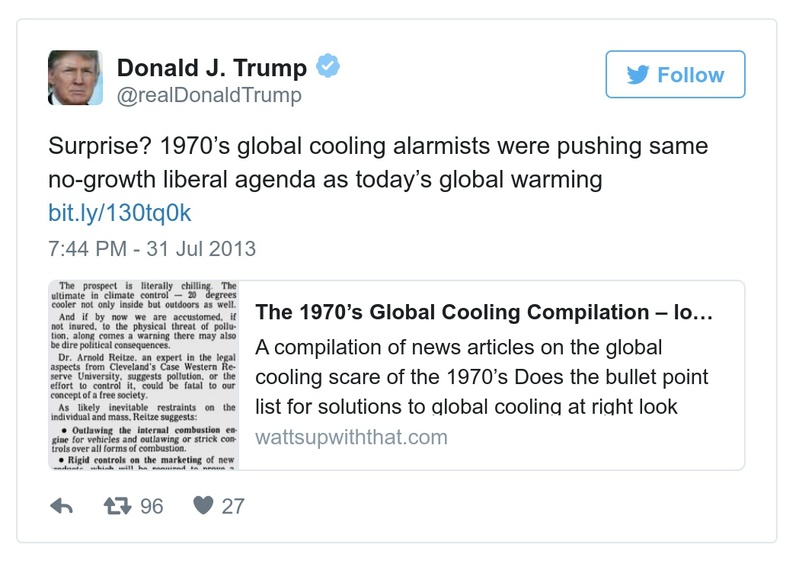 Donald J. Trump
@realDonaldTrump
Follow
Surprise? 1970's global cooling alarmists were pushing same
no-growth liberal agenda as today's global warming
bit.ly/130tq0k
7:44 PM - 31 Jul 2013
The prospect is literally chilling. The
ultimate in climate control — 20 degrees
cooler not only inside but outdoors as well.
And if by now we are accustomed, if
not inured, to the physical threat of pollu-
tion, along comes a warning there may also
be dire political consequences.
Dr. Arnold Reitze, an expert in the legal
aspects from Cleveland's Case Western Re-
serve University, suggests pollution, or the
effort to control it, could be fatal to our
concept of a free society.
As likely inevitable restraints on the
individual and mass, Reitze suggests:
● Outlawing the internal combustion en-
gine for vehicles and outlawing or strick con-
trols over all forms of combustion.
● Rigid controls on the marketing of new
The 1970's Global Cooling Compilation – lo…
A compilation of news articles on the global
cooling scare of the 1970's Does the bullet point
list for solutions to global cooling at right look
wattsupwiththat.com
96
27